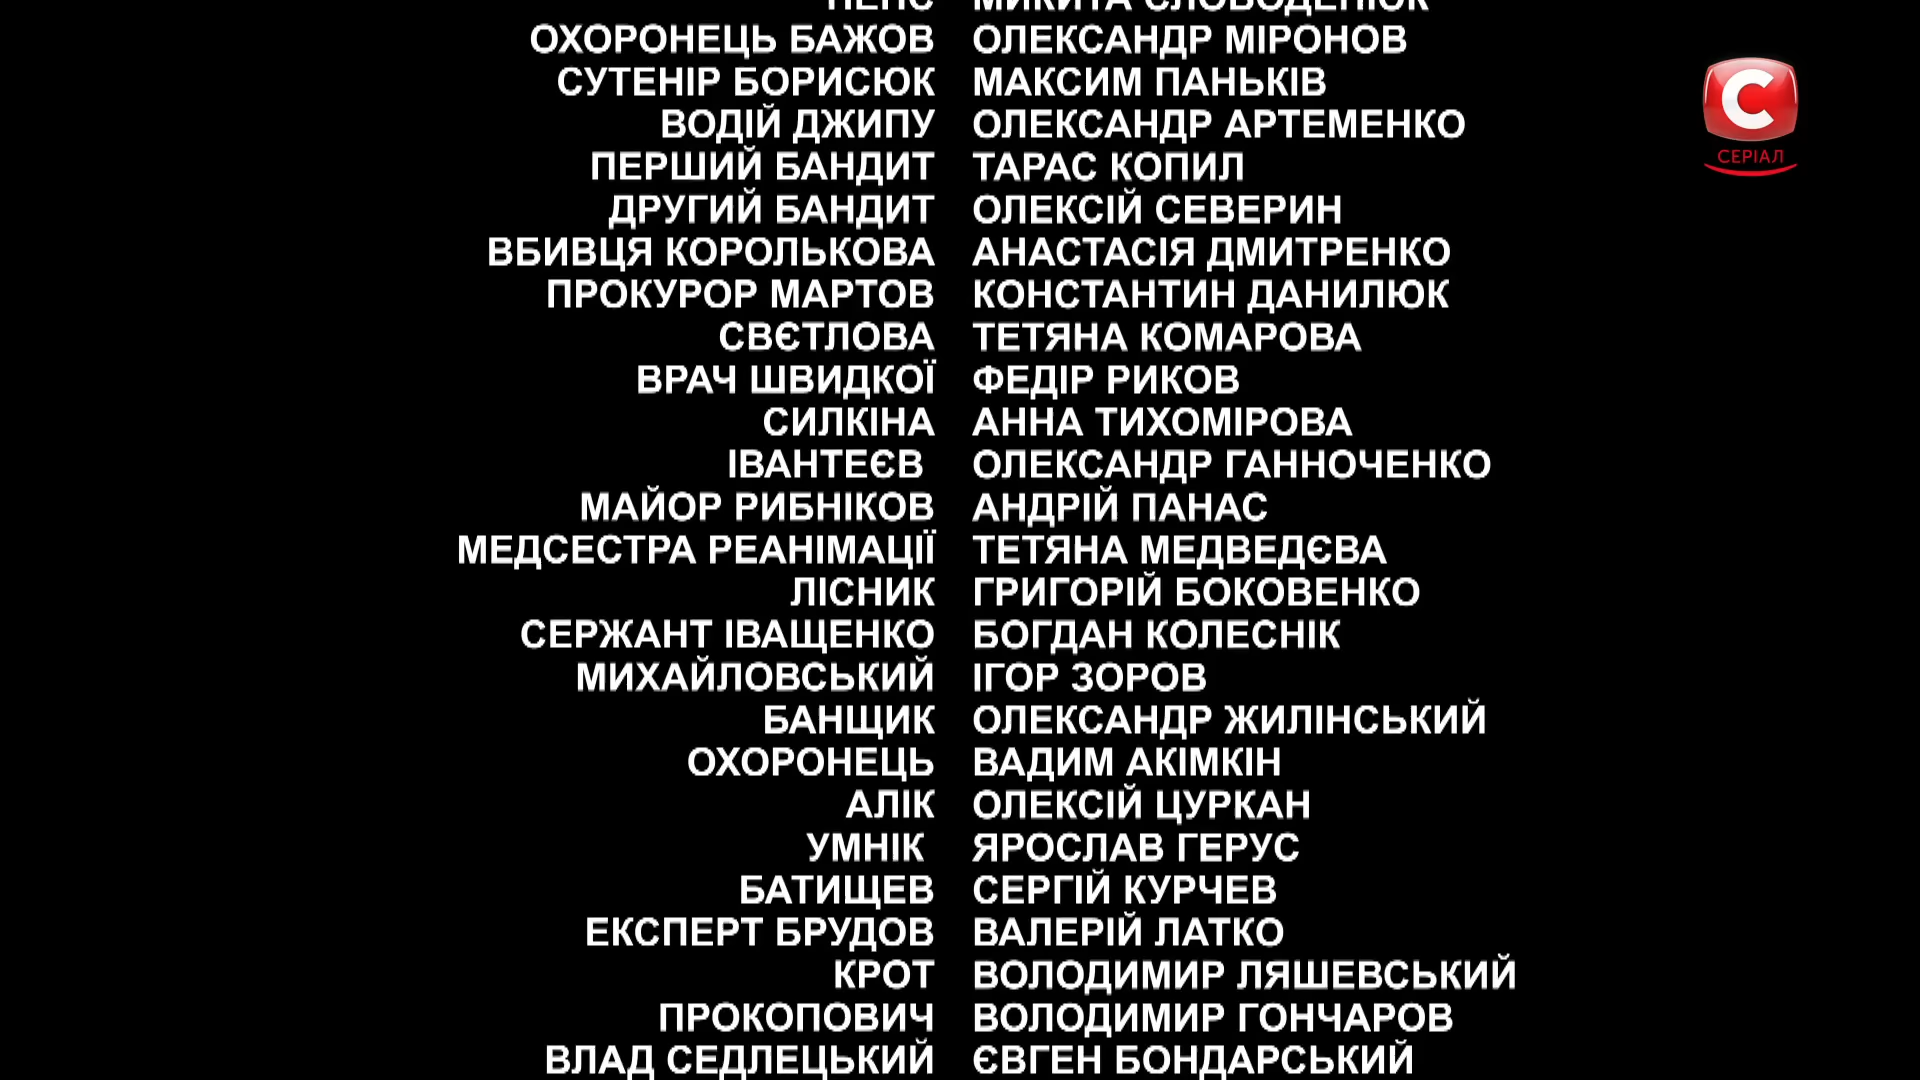 ОХОРОНЕЦЬ БАЖОВ ОЛЕКСАНДР МІРОНОВ
СУТЕНІР БОРИСЮК МАКСИМ ПАНЬКІВ
ВОДІЙ ДЖИПУ ОЛЕКСАНДР АРТЕМЕНКО
ПЕРШИЙ БАНДИТ ТАРАС КОПИЛ
ДРУГИЙ БАНДИТ ОЛЕКСІЙ СЕВЕРИН
ВБИВЦЯ КОРОЛЬКОВА АНАСТАСІЯ ДМИТРЕНКО
ПРОКУРОР МАРТОВ КОНСТАНТИН ДАНИЛЮК
СВЄТЛОВА ТЕТЯНА КОМАРОВА
ВРАЧ ШВИДКОЇ ФЕДІР РИКОВ
СИЛКІНА АННА ТИХОМІРОВА
ІВАНТЕЄВ ОЛЕКСАНДР ГАННОЧЕНКО
МАЙОР РИБНІКОВ АНДРІЙ ПАНАС
МЕДСЕСТРА РЕАНІМАЦІЇ ТЕТЯНА МЕДВЕДЄВА
ЛІСНИК ГРИГОРІЙ БОКОВЕНКО
СЕРЖАНТ ІВАЩЕНКО БОГДАН КОЛЕСНІК
МИХАЙЛОВСЬКИЙ ІГОР ЗОРОВ
БАНЩИК ОЛЕКСАНДР ЖИЛІНСЬКИЙ
ОХОРОНЕЦЬ ВАДИМ АКІМКІН
АЛІК ОЛЕКСІЙ ЦУРКАН
УМНІК ЯРОСЛАВ ГЕРУС
БАТИЩЕВ СЕРГІЙ КУРЧЕВ
ЕКСПЕРТ БРУДОВ ВАЛЕРІЙ ЛАТКО
КРОТ ВОЛОДИМИР ЛЯШЕВСЬКИЙ
ПРОКОПОВИЧ ВОЛОДИМИР ГОНЧАРОВ
ВЛАД СЕДЛЕЦЬКИЙ ЄВГЕН БОНДАРСЬКИЙ
С
СЕРІАЛ